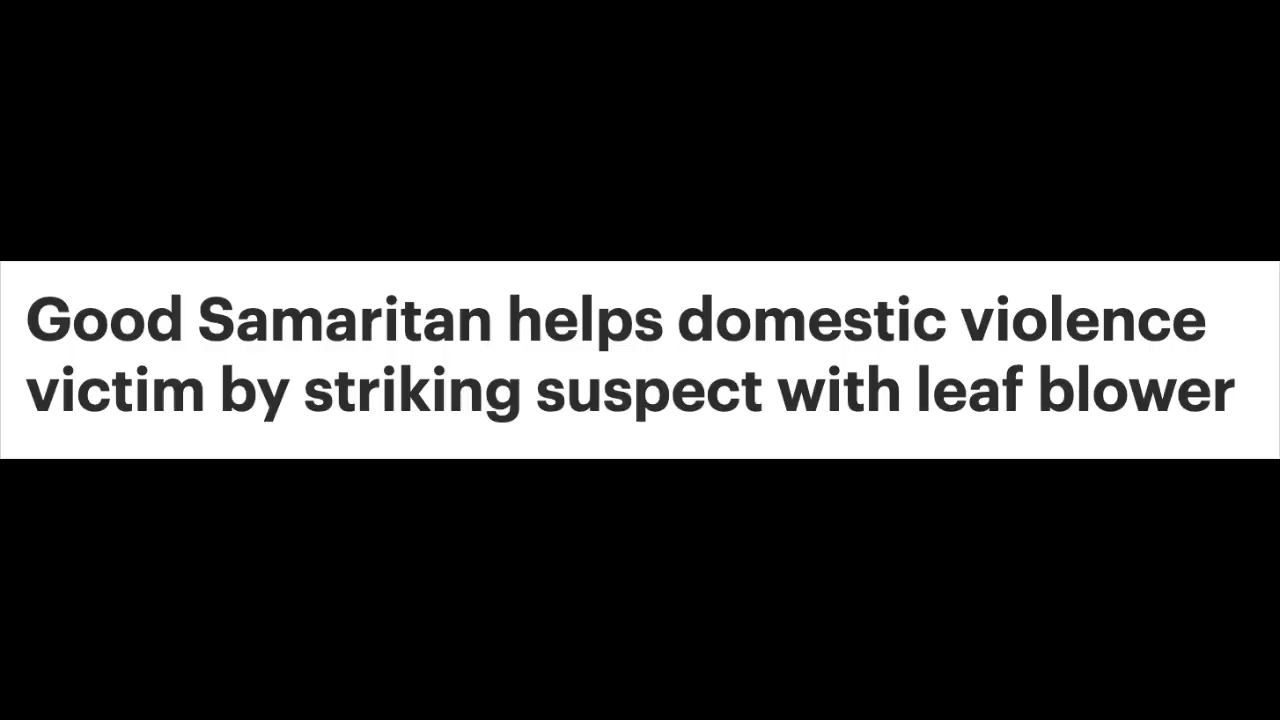 Good Samaritan helps domestic violence
victim by striking suspect with leaf blower